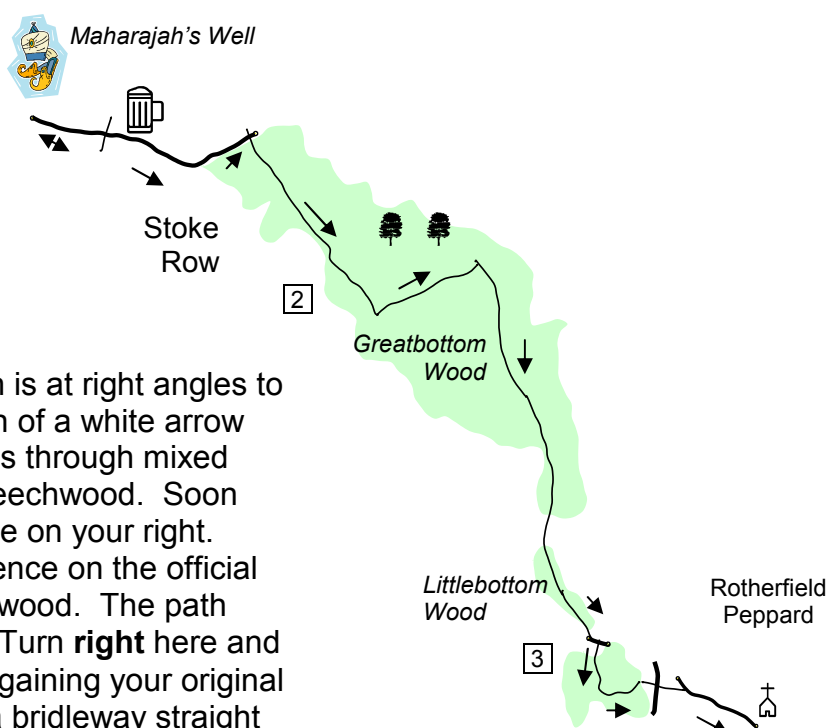 Maharajah's Well
Stoke
Row
2
Greatbottom
Wood
n is at right angles to
n of a white arrow
s through mixed
eechwood. Soon
e on your right.
ence on the official
wood. The path
Turn right here and
gaining your original
a bridleway straight
Littlebottom
Wood
3
Rotherfield
Peppard